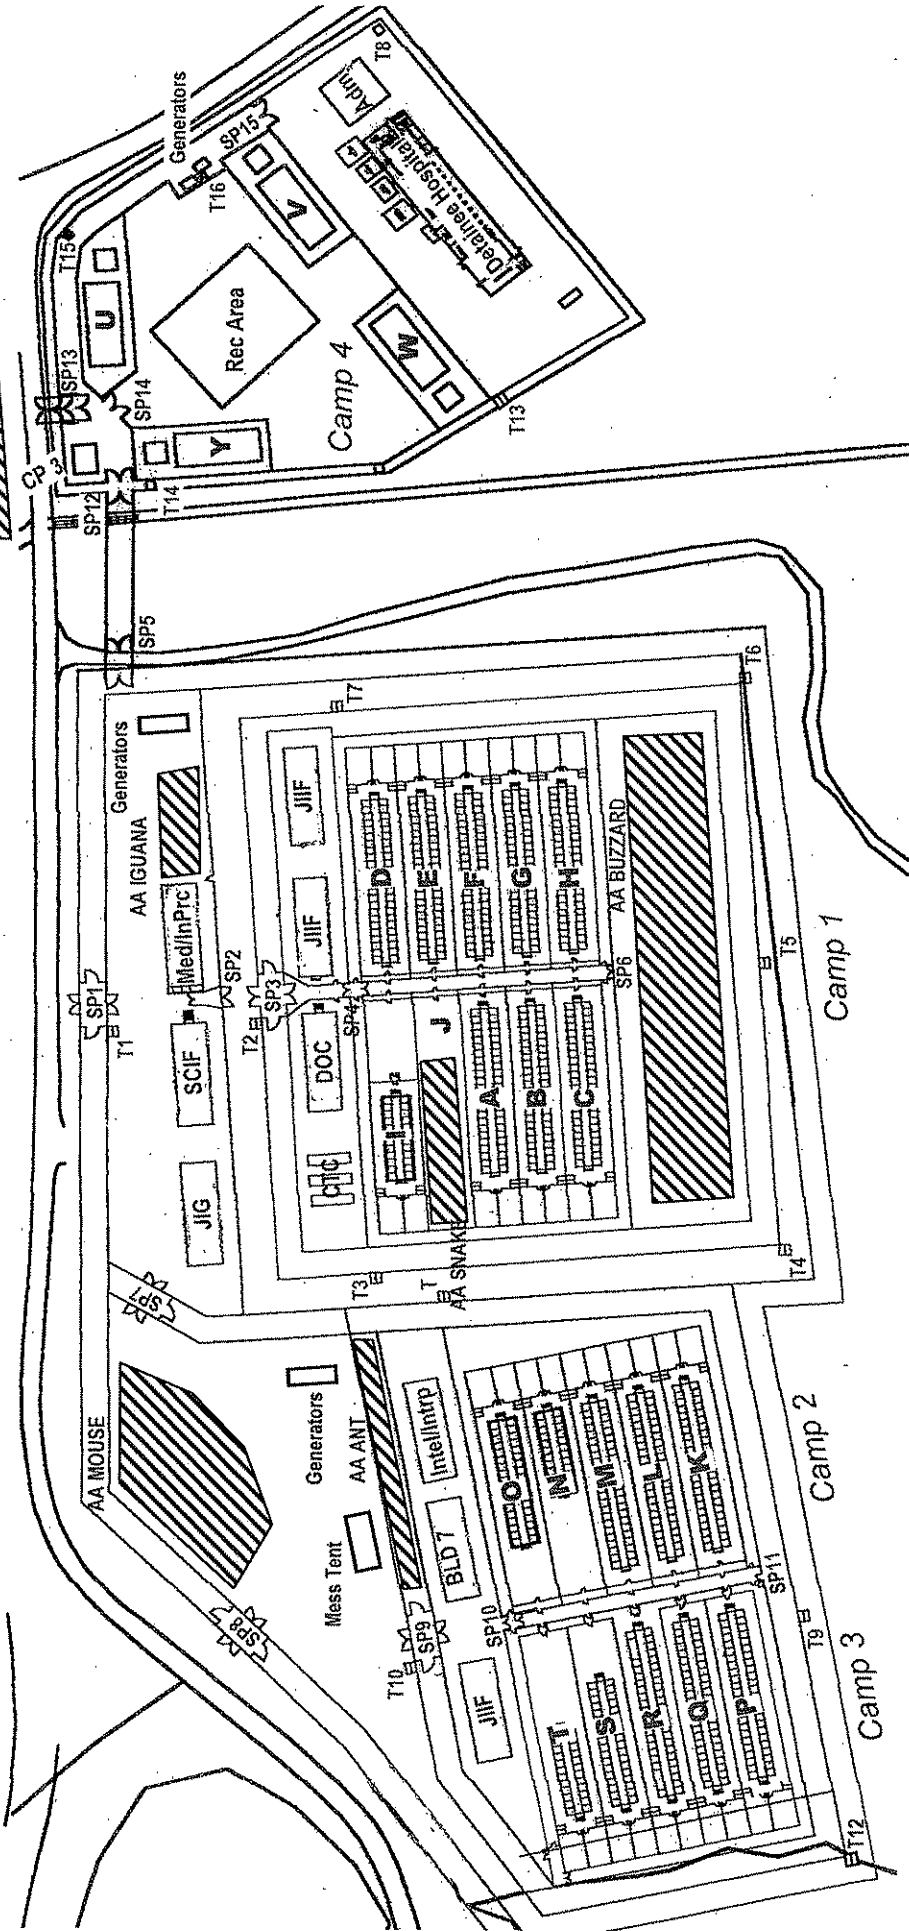 Generators
T8
Adm
SP15
T16
Detainee Hospital
V
T15
U
Rec Area
W
SP13
SP14
Camp 4
T13
CP 3
Y
SP12
T14
SP5
T7
T6
Generators
AA IGUANA
JIIF
D
E
F
G
H
AA BUZZARD
Med/InPrc
JIIF
SP1
SP2
SP3
SP4
SP6
T5
Camp 1
T1
T2
SCIF
DOC
J
I
A
B
C
CTC
JIG
SP7
T3
T
AA SNAKE
T4
AA MOUSE
Generators
AA ANT
Intel/Intrp
O
N
M
L
K
Camp 2
Mess Tent
BLD 7
SP8
SP9
SP10
SP11
T10
T9
JIIF
T
S
R
Q
P
Camp 3
T12